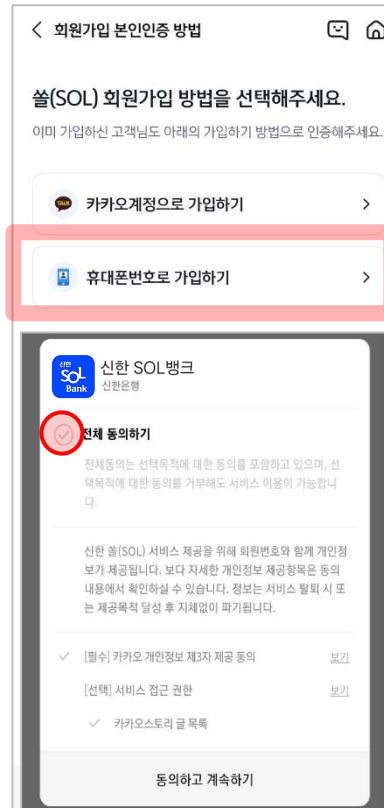 회원가입 본인인증 방법
쏠(SOL) 회원가입 방법을 선택해주세요.
이미 가입하신 고객님도 아래의 가입하기 방법으로 인증해주세요.
TALK
카카오계정으로 가입하기
휴대폰번호로 가입하기
신한
SOL
Bank
신한 SOL뱅크
신한은행
전체 동의하기
전체동의는 선택목적에 대한 동의를 포함하고 있으며, 선
택목적에 대한 동의를 거부해도 서비스 이용이 가능합니
다.
신한 쏠(SOL) 서비스 제공을 위해 회원번호와 함께 개인정
보가 제공됩니다. 보다 자세한 개인정보 제공항목은 동의
내용에서 확인하실 수 있습니다. 정보는 서비스 탈퇴 시 또
는 제공목적 달성 후 지체없이 파기됩니다.
[필수] 카카오 개인정보 제3자 제공 동의 보기
[선택] 서비스 접근 권한 보기
카카오스토리 글 목록
동의하고 계속하기